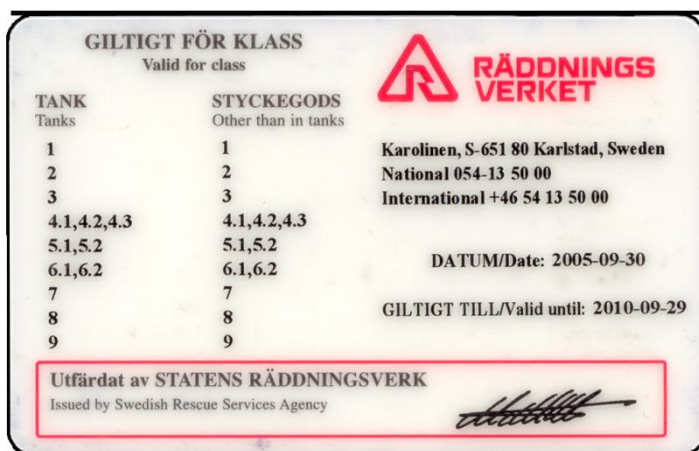 GILTIGT FÖR KLASS
Valid for class
TANK
Tanks
1
2
3
4.1,4.2,4.3
5.1,5.2
6.1,6.2
7
8
9
STYCKEGODS
Other than in tanks
1
2
3
4.1,4.2,4.3
5.1,5.2
6.1,6.2
7
8
9
R
RÄDDNINGS
VERKET
Karolinen, S-651 80 Karlstad, Sweden
National 054-13 50 00
International +46 54 13 50 00
DATUM/Date: 2005-09-30
GILTIGT TILL/Valid until: 2010-09-29
Utfärdat av STATENS RÄDDNINGSVERK
Issued by Swedish Rescue Services Agency